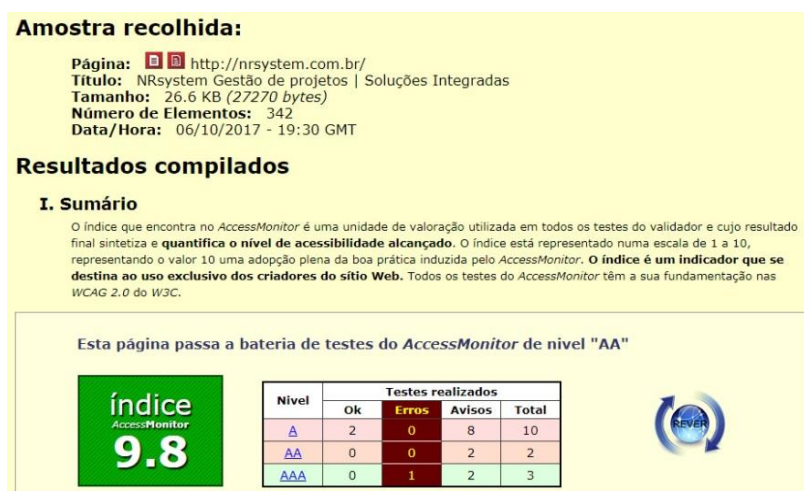 Amostra recolhida:
Página: http://nrsystem.com.br/
Título: NRsystem Gestão de projetos | Soluções Integradas
Tamanho: 26.6 KB (27270 bytes)
Número de Elementos: 342
Data/Hora: 06/10/2017 - 19:30 GMT
Resultados compilados
I. Sumário
O índice que encontra no AccessMonitor é uma unidade de valoração utilizada em todos os testes do validador e cujo resultado
final sintetiza e quantifica o nível de acessibilidade alcançado. O índice está representado numa escala de 1 a 10,
representando o valor 10 uma adopção plena da boa prática induzida pelo AccessMonitor. O índice é um indicador que se
destina ao uso exclusivo dos criadores do sítio Web. Todos os testes do AccessMonitor têm a sua fundamentação nas
WCAG 2.0 do W3C.
Esta página passa a bateria de testes do AccessMonitor de nivel "AA"
índice
AccessMonitor
9.8
Nivel Testes realizados
Ok Erros Avisos Total
A 2 0 8 10
AA 0 0 2 2
AAA 0 1 2 3
REVER